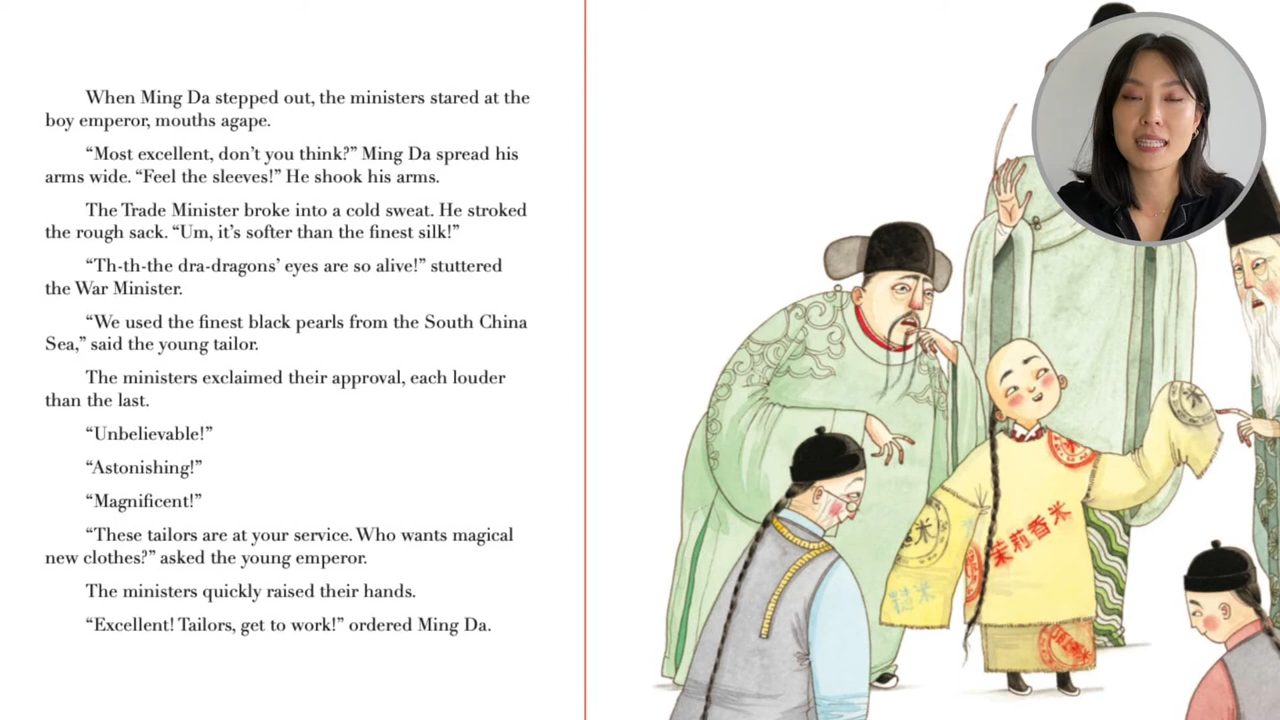 When Ming Da stepped out, the ministers stared at the
boy emperor, mouths agape.
“Most excellent, don’t you think?” Ming Da spread his
arms wide. “Feel the sleeves!” He shook his arms.
The Trade Minister broke into a cold sweat. He stroked
the rough sack. “Um, it’s softer than the finest silk!”
“Th-th-the dra-dragons’ eyes are so alive!” stuttered
the War Minister.
“We used the finest black pearls from the South China
Sea,” said the young tailor.
The ministers exclaimed their approval, each louder
than the last.
“Unbelievable!”
“Astonishing!”
“Magnificent!”
“These tailors are at your service. Who wants magical
new clothes?” asked the young emperor.
The ministers quickly raised their hands.
“Excellent! Tailors, get to work!” ordered Ming Da.
茉莉香米
糙米